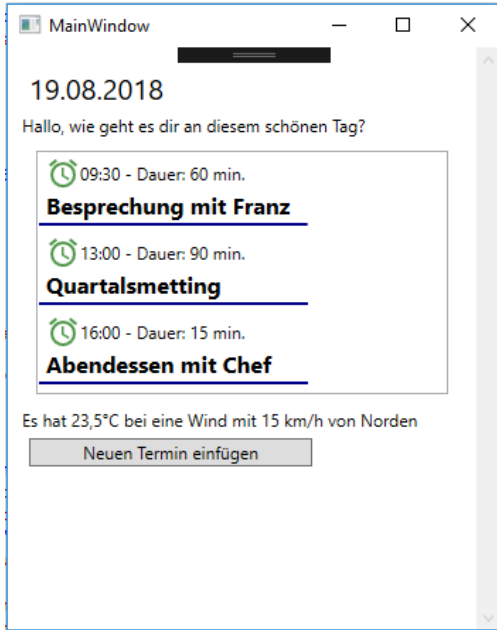 MainWindow
19.08.2018
Hallo, wie geht es dir an diesem schönen Tag?
09:30 - Dauer: 60 min.
Besprechung mit Franz
13:00 - Dauer: 90 min.
Quartalsmetting
16:00 - Dauer: 15 min.
Abendessen mit Chef
Es hat 23,5°C bei eine Wind mit 15 km/h von Norden
Neuen Termin einfügen